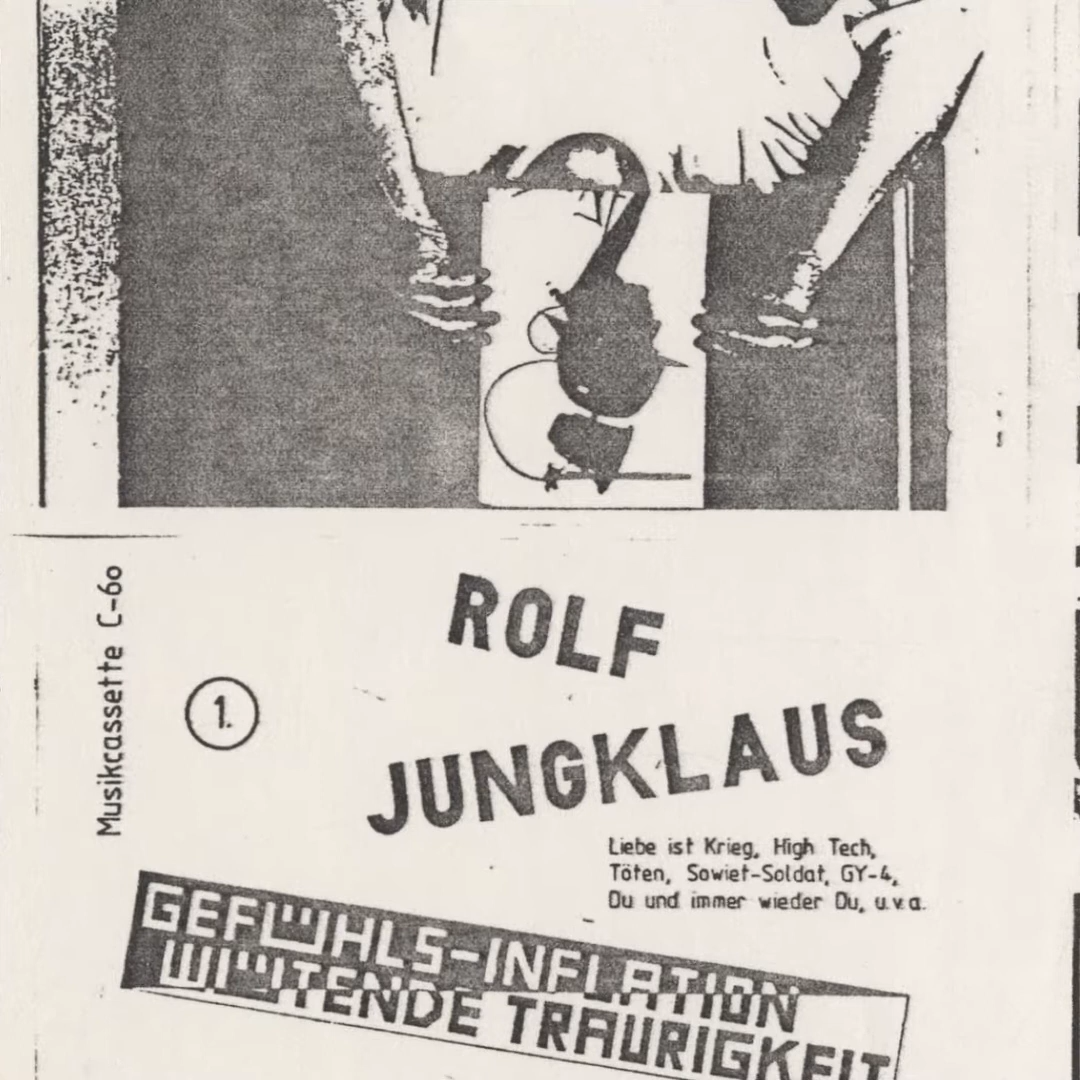 Musikcassette C-60
1.
ROLF
JUNGKLAUS
Liebe ist Krieg, High Tech,
Töten, Sowiet-Soldat, GY-4,
Du und immer wieder Du, u.v.a.
GEFÜHLS-INFLATION
WÜTENDE TRAURIGKEIT